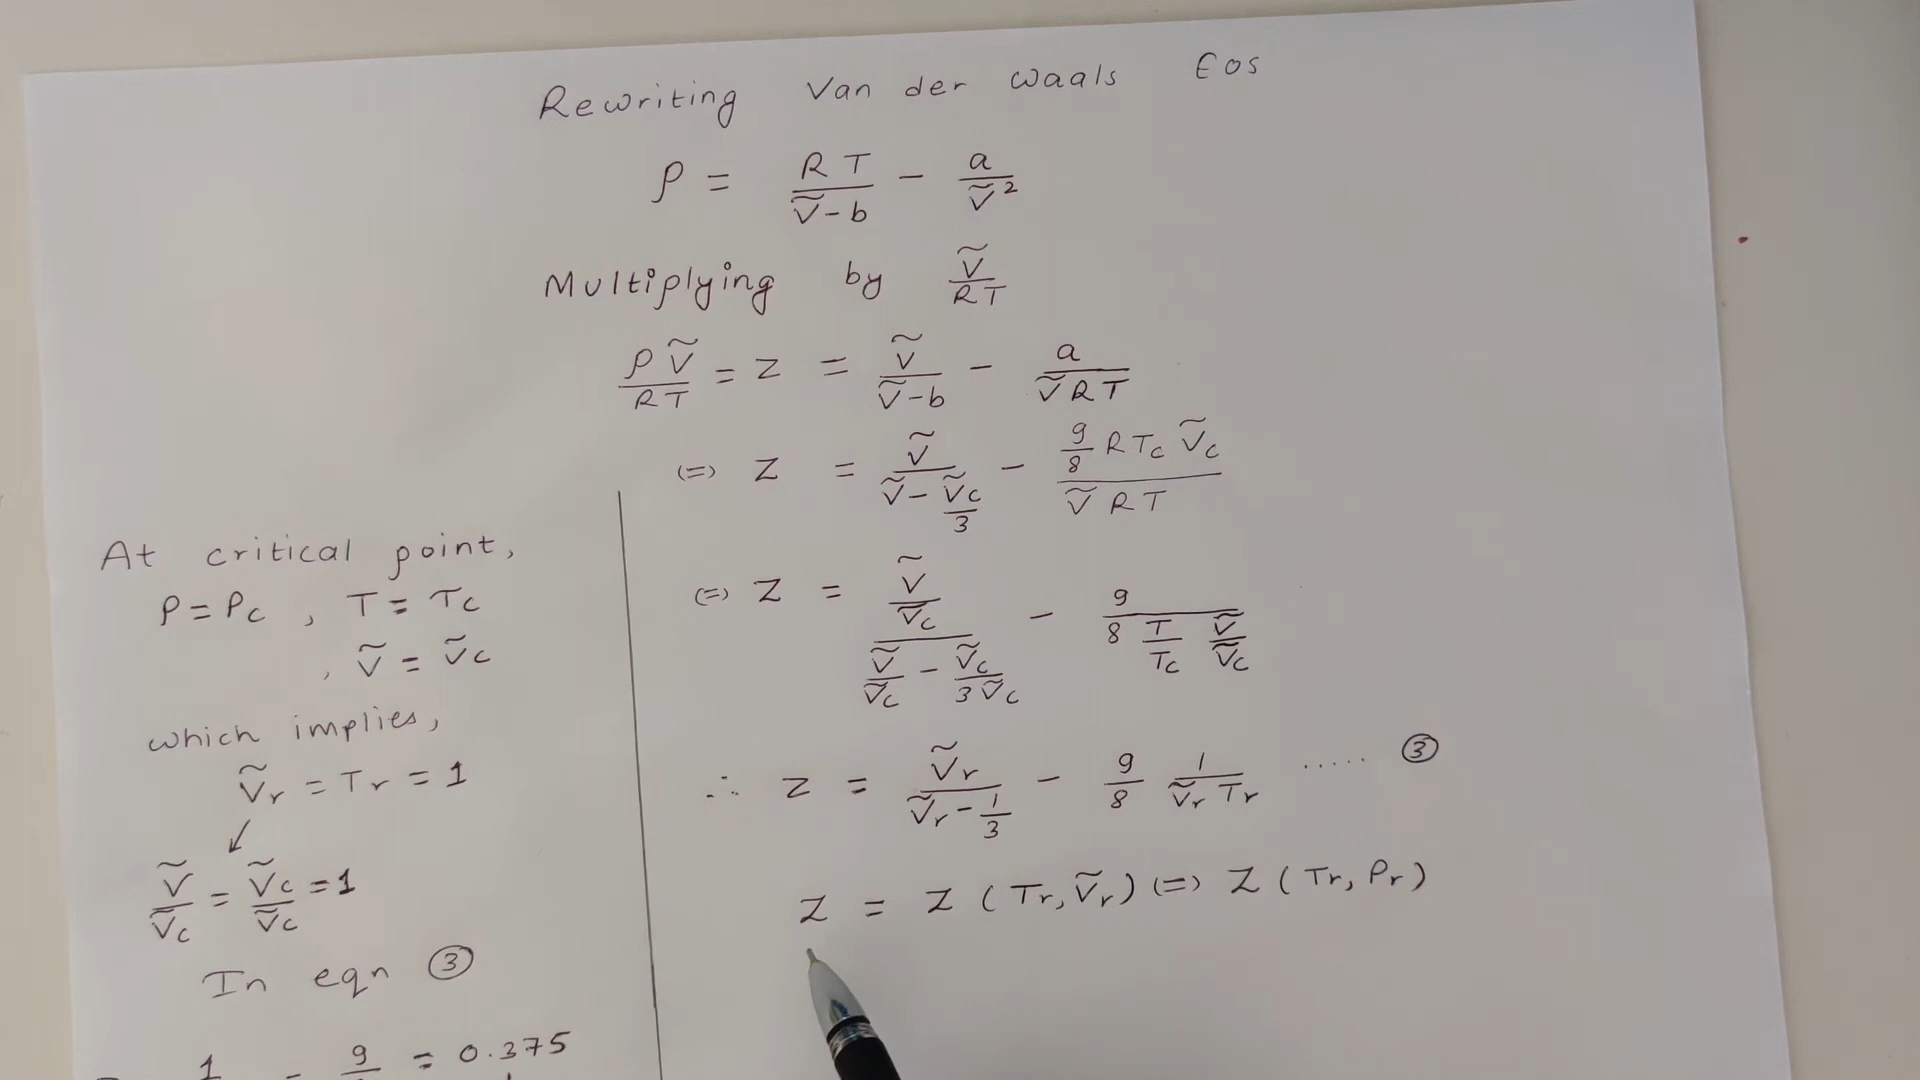 Rewriting Van der Waals EoS
P = RT/(Ṽ-b) - a/Ṽ²
Multiplying by Ṽ/RT
PṼ/RT = Z = Ṽ/(Ṽ-b) - a/(ṼRT)
(=) Z = Ṽ/(Ṽ - Ṽc/3) - (9/8 RTc Ṽc)/(ṼRT)
(=) Z = (Ṽ/Ṽc)/(Ṽ/Ṽc - Ṽc/3Ṽc) - 9/(8 T/Tc Ṽ/Ṽc)
∴ Z = Ṽr/(Ṽr - 1/3) - 9/8 1/(Ṽr Tr) ..... ③
Z = Z (Tr, Ṽr) (=) Z (Tr, Pr)
At critical point,
P = Pc , T = Tc
, Ṽ = Ṽc
which implies,
Ṽr = Tr = 1
↙
Ṽ/Ṽc = Ṽc/Ṽc = 1
In eqn ③
1 - 9 = 0.375